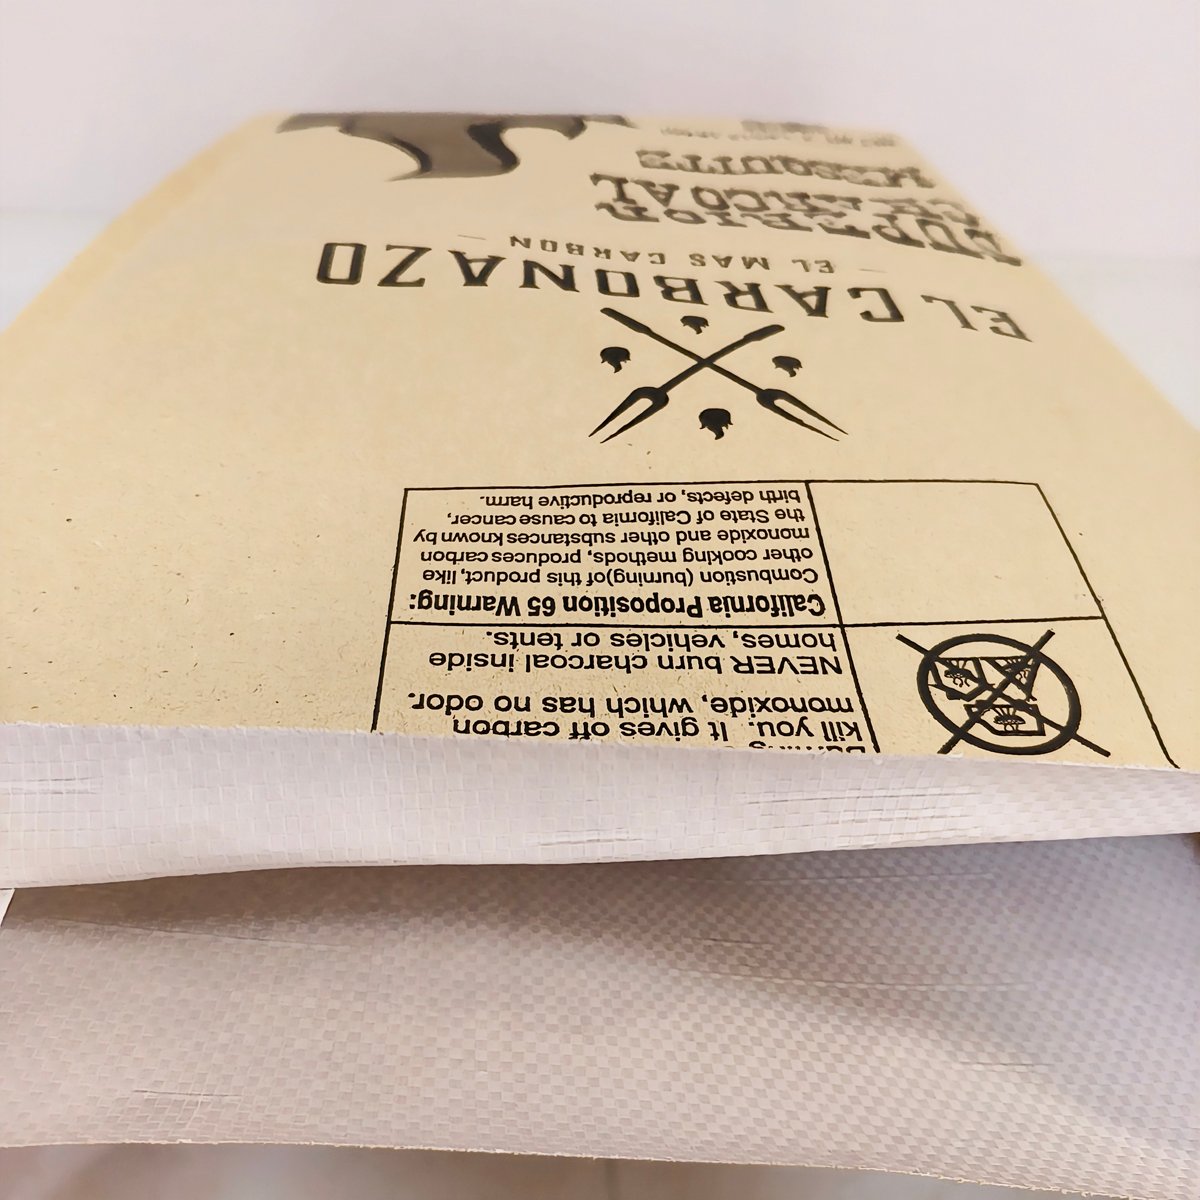 kill you. It gives off carbon
monoxide, which has no odor.
NEVER burn charcoal inside
homes, vehicles or tents.
California Proposition 65 Warning:
Combustion (burning)of this product, like
other cooking methods, produces carbon
monoxide and other substances known by
the State of California to cause cancer,
birth defects, or reproductive harm.
EL CARBONAZO
— EL MAS CARBON —
SUPERIOR
CHARCOAL
MESQUITE